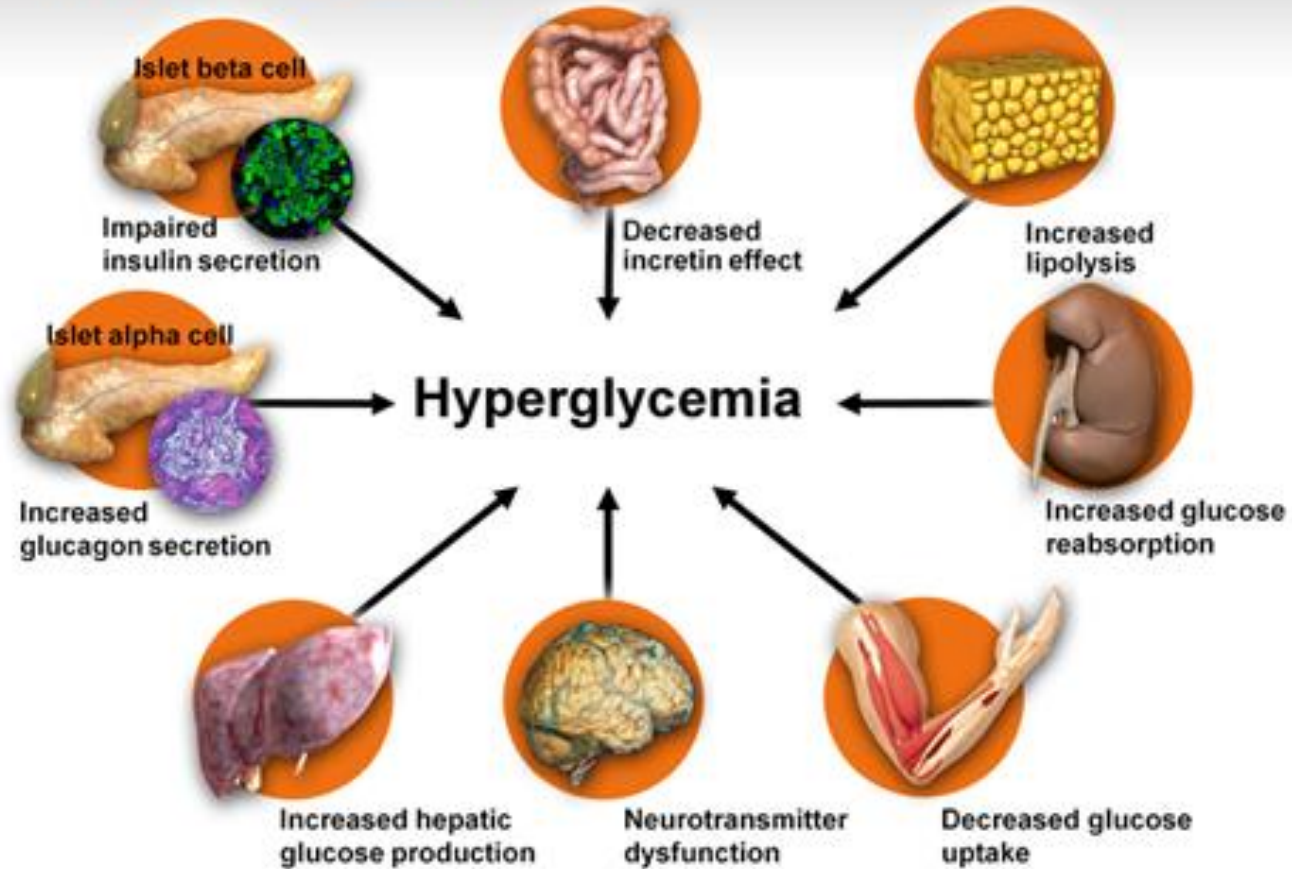 Islet beta cell
Impaired
insulin secretion
Decreased
incretin effect
Increased
lipolysis
Islet alpha cell
Increased
glucagon secretion
Hyperglycemia
Increased glucose
reabsorption
Increased hepatic
glucose production
Neurotransmitter
dysfunction
Decreased glucose
uptake